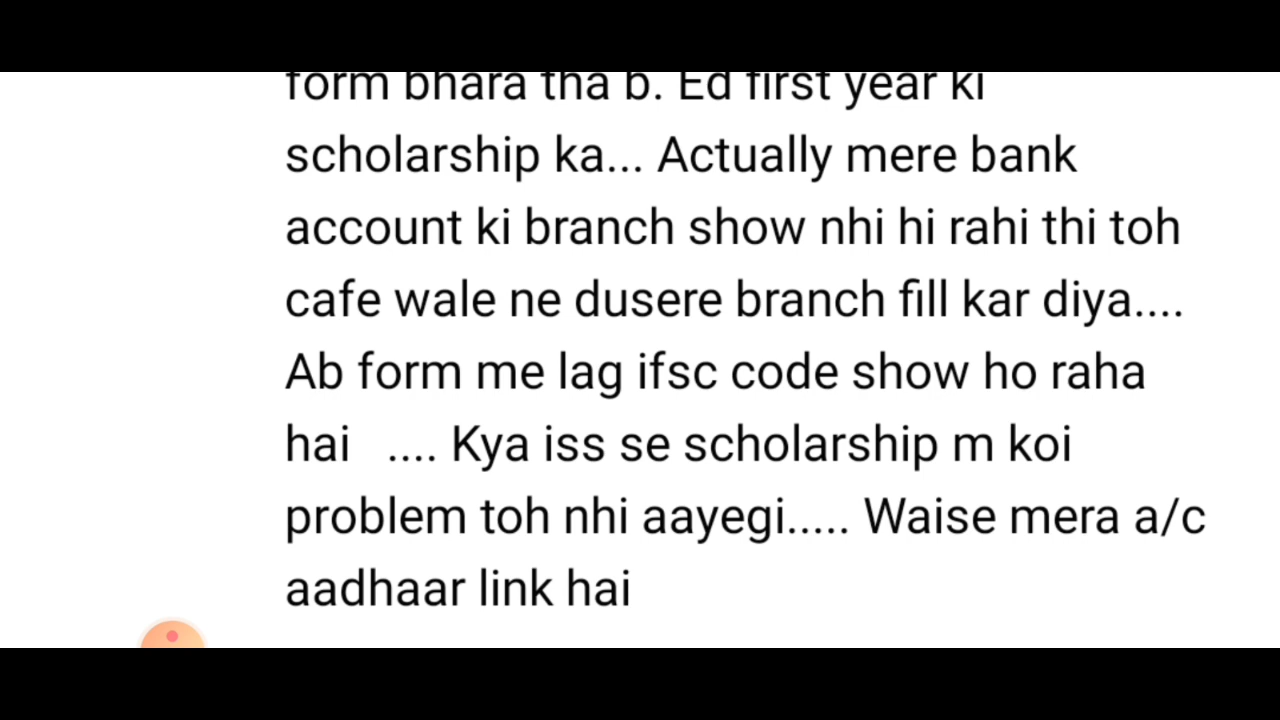 form bhara tha b. Ed first year ki
scholarship ka... Actually mere bank
account ki branch show nhi hi rahi thi toh
cafe wale ne dusere branch fill kar diya....
Ab form me lag ifsc code show ho raha
hai   .... Kya iss se scholarship m koi
problem toh nhi aayegi..... Waise mera a/c
aadhaar link hai